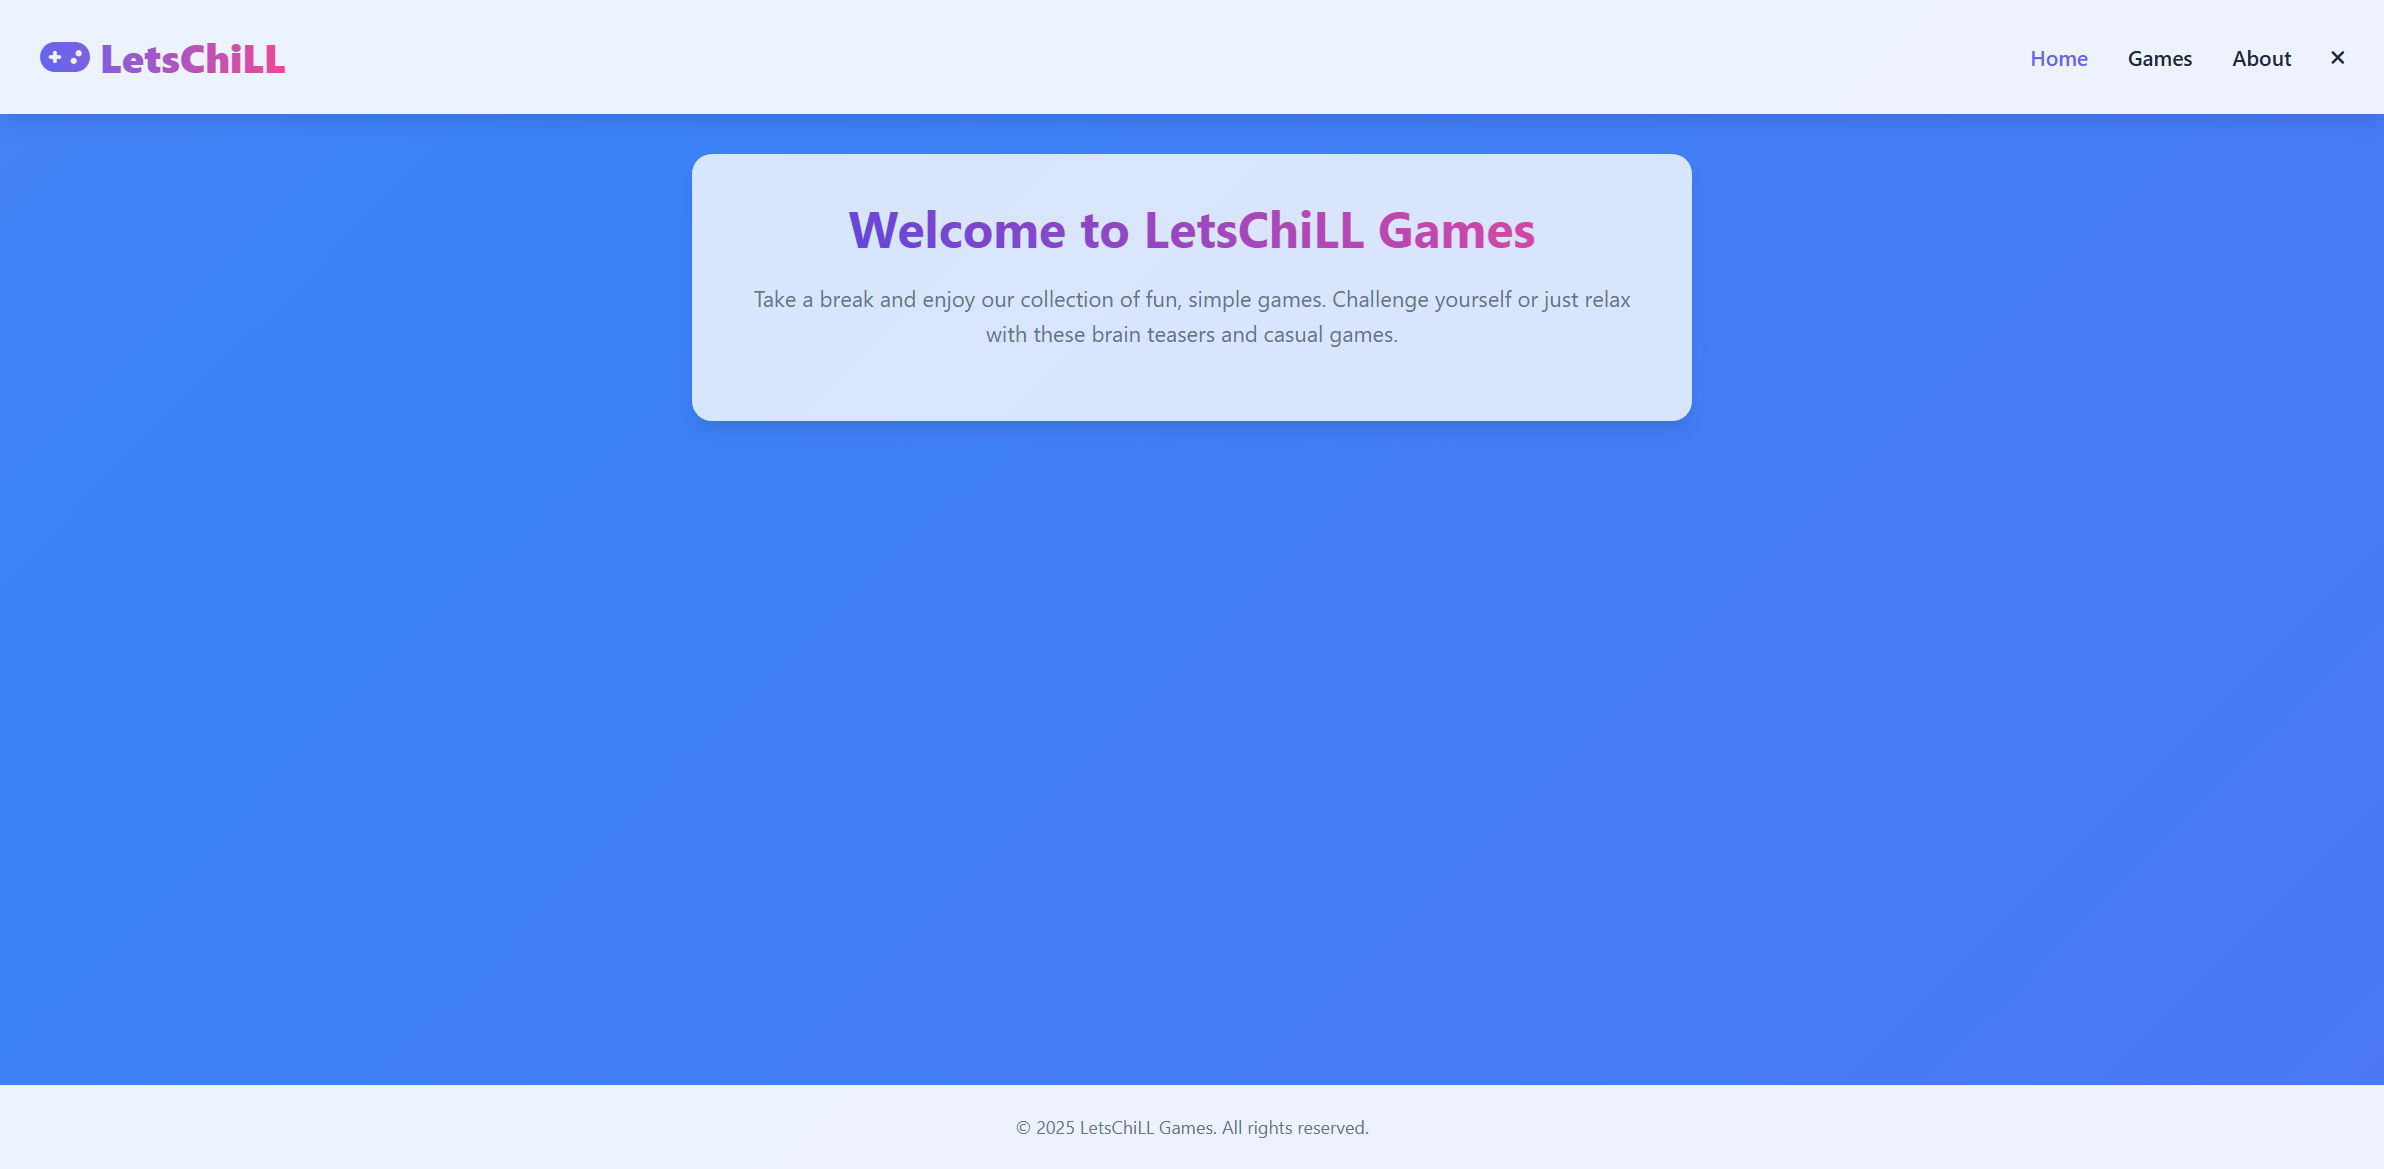 LetsChiLL
Home
Games
About
Welcome to LetsChiLL Games
Take a break and enjoy our collection of fun, simple games. Challenge yourself or just relax
with these brain teasers and casual games.
© 2025 LetsChiLL Games. All rights reserved.